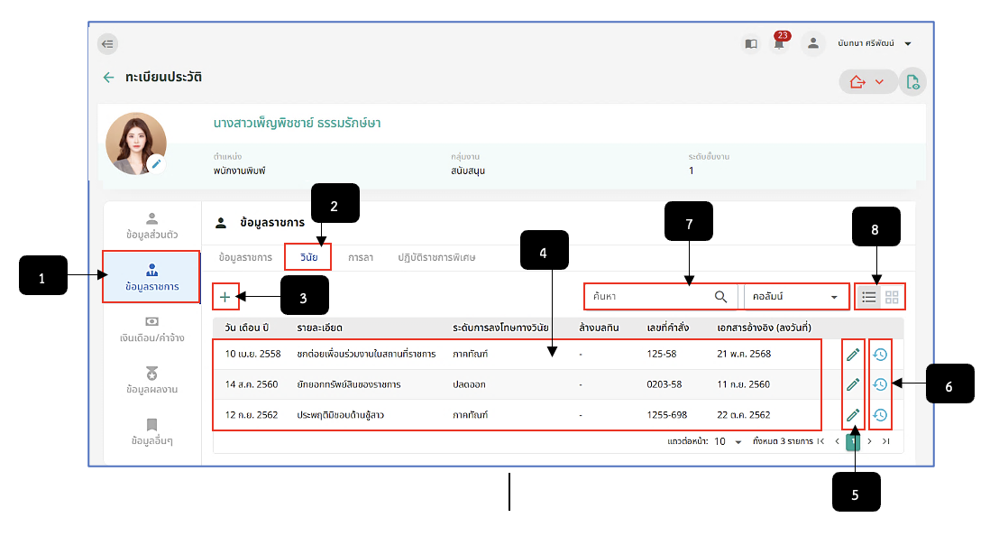 23
นันทนา ศรีพัฒน์
ทะเบียนประวัติ
นางสาวเพ็ญพิชชาย์ ธรรมรักษ์ษา
ตำแหน่ง กลุ่มงาน ระดับชั้นงาน
พนักงานพิมพ์ สนับสนุน 1
2
7
8
4
1
3
6
5
ข้อมูลส่วนตัว
ข้อมูลราชการ
เงินเดือน/ค่าจ้าง
ข้อมูลผลงาน
ข้อมูลอื่นๆ
ข้อมูลราชการ
ข้อมูลราชการ วินัย การลา ปฏิบัติราชการพิเศษ
ค้นหา คอลัมน์
วัน เดือน ปี รายละเอียด ระดับการลงโทษทางวินัย ล้างมลทิน เลขที่คำสั่ง เอกสารอ้างอิง (ลงวันที่)
10 เม.ย. 2558 ชกต่อยเพื่อนร่วมงานในสถานที่ราชการ ภาคทัณฑ์ - 125-58 21 พ.ค. 2568
14 ส.ค. 2560 ยักยอกทรัพย์สินของราชการ ปลดออก - 0203-58 11 ก.ย. 2560
12 ก.ย. 2562 ประพฤติมิชอบด้านชู้สาว ภาคทัณฑ์ - 1255-698 22 ต.ค. 2562
แถวต่อหน้า: 10 ทั้งหมด 3 รายการ 1